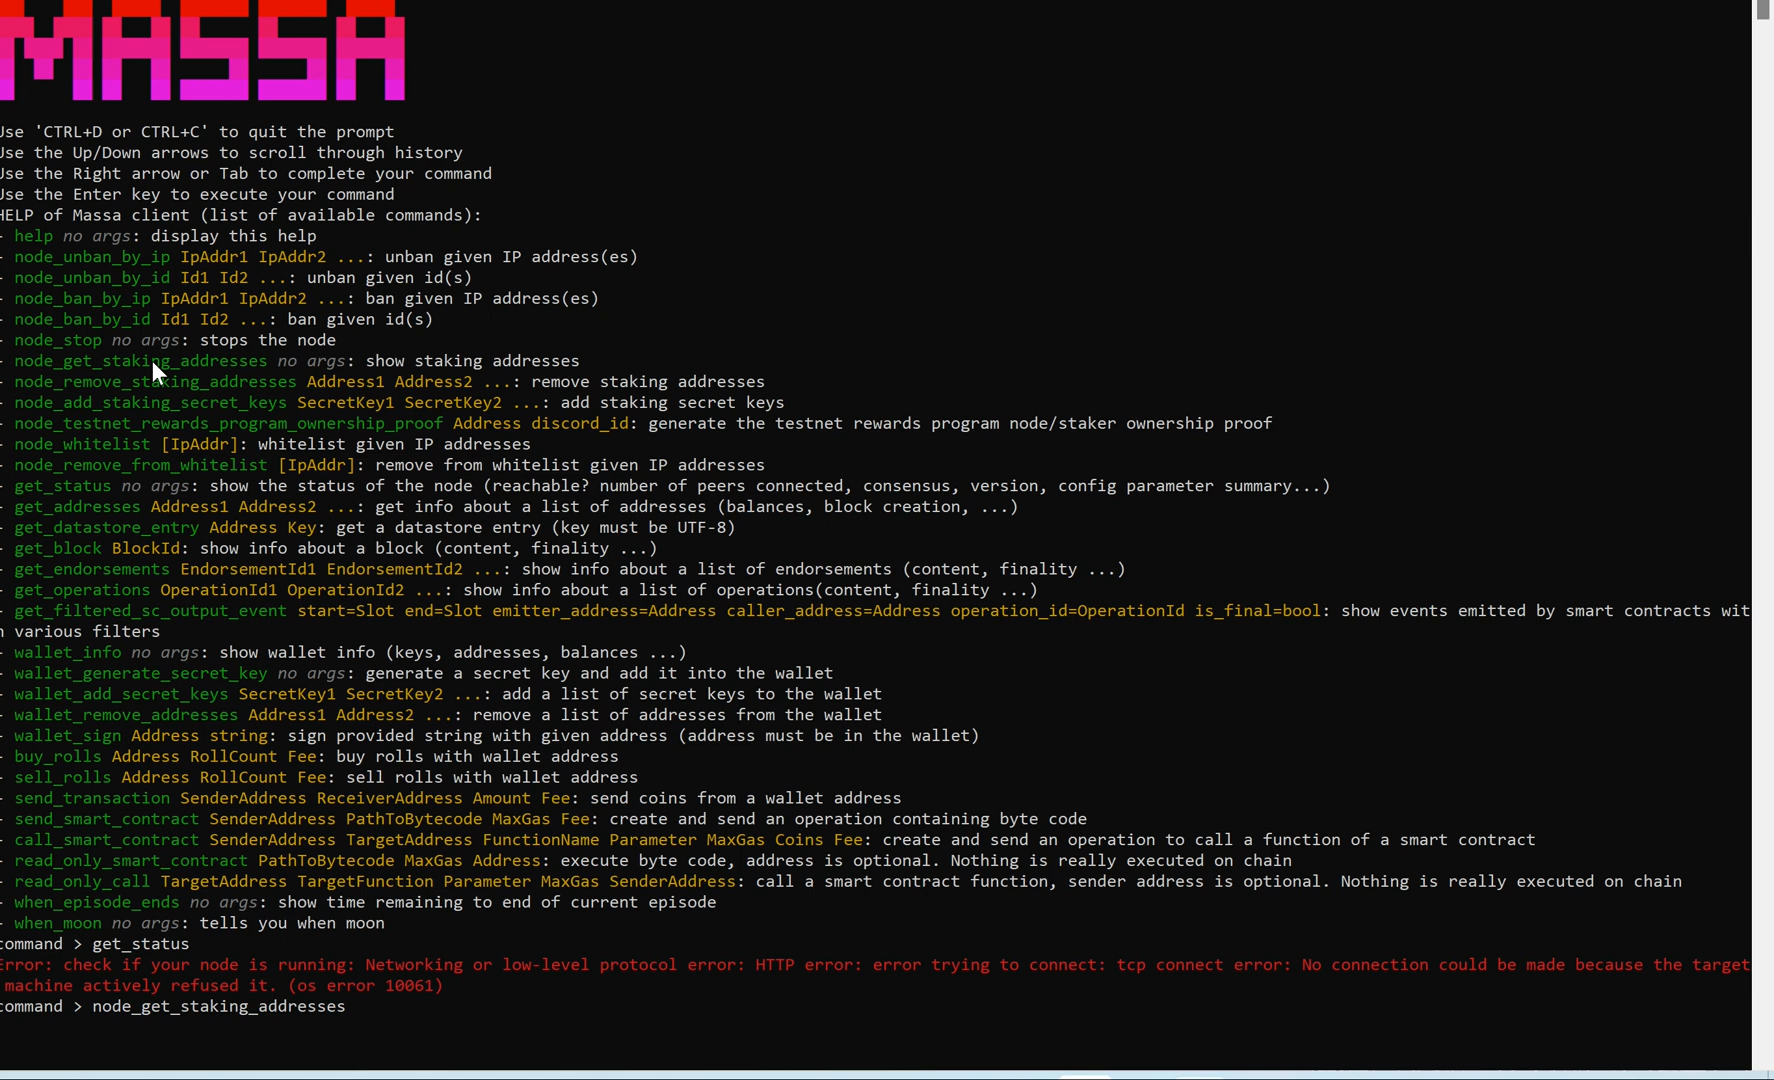 MASSA
Use 'CTRL+D or CTRL+C' to quit the prompt
Use the Up/Down arrows to scroll through history
Use the Right arrow or Tab to complete your command
Use the Enter key to execute your command
HELP of Massa client (list of available commands):
- help no args: display this help
- node_unban_by_ip IpAddr1 IpAddr2 ...: unban given IP address(es)
- node_unban_by_id Id1 Id2 ...: unban given id(s)
- node_ban_by_ip IpAddr1 IpAddr2 ...: ban given IP address(es)
- node_ban_by_id Id1 Id2 ...: ban given id(s)
- node_stop no args: stops the node
- node_get_staking_addresses no args: show staking addresses
- node_remove_staking_addresses Address1 Address2 ...: remove staking addresses
- node_add_staking_secret_keys SecretKey1 SecretKey2 ...: add staking secret keys
- node_testnet_rewards_program_ownership_proof Address discord_id: generate the testnet rewards program node/staker ownership proof
- node_whitelist [IpAddr]: whitelist given IP addresses
- node_remove_from_whitelist [IpAddr]: remove from whitelist given IP addresses
- get_status no args: show the status of the node (reachable? number of peers connected, consensus, version, config parameter summary...)
- get_addresses Address1 Address2 ...: get info about a list of addresses (balances, block creation, ...)
- get_datastore_entry Address Key: get a datastore entry (key must be UTF-8)
- get_block BlockId: show info about a block (content, finality ...)
- get_endorsements EndorsementId1 EndorsementId2 ...: show info about a list of endorsements (content, finality ...)
- get_operations OperationId1 OperationId2 ...: show info about a list of operations(content, finality ...)
- get_filtered_sc_output_event start=Slot end=Slot emitter_address=Address caller_address=Address operation_id=OperationId is_final=bool: show events emitted by smart contracts wit
h various filters
- wallet_info no args: show wallet info (keys, addresses, balances ...)
- wallet_generate_secret_key no args: generate a secret key and add it into the wallet
- wallet_add_secret_keys SecretKey1 SecretKey2 ...: add a list of secret keys to the wallet
- wallet_remove_addresses Address1 Address2 ...: remove a list of addresses from the wallet
- wallet_sign Address string: sign provided string with given address (address must be in the wallet)
- buy_rolls Address RollCount Fee: buy rolls with wallet address
- sell_rolls Address RollCount Fee: sell rolls with wallet address
- send_transaction SenderAddress ReceiverAddress Amount Fee: send coins from a wallet address
- send_smart_contract SenderAddress PathToBytecode MaxGas Fee: create and send an operation containing byte code
- call_smart_contract SenderAddress TargetAddress FunctionName Parameter MaxGas Coins Fee: create and send an operation to call a function of a smart contract
- read_only_smart_contract PathToBytecode MaxGas Address: execute byte code, address is optional. Nothing is really executed on chain
- read_only_call TargetAddress TargetFunction Parameter MaxGas SenderAddress: call a smart contract function, sender address is optional. Nothing is really executed on chain
- when_episode_ends no args: show time remaining to end of current episode
- when_moon no args: tells you when moon
command > get_status
Error: check if your node is running: Networking or low-level protocol error: HTTP error: error trying to connect: tcp connect error: No connection could be made because the target
machine actively refused it. (os error 10061)
command > node_get_staking_addresses